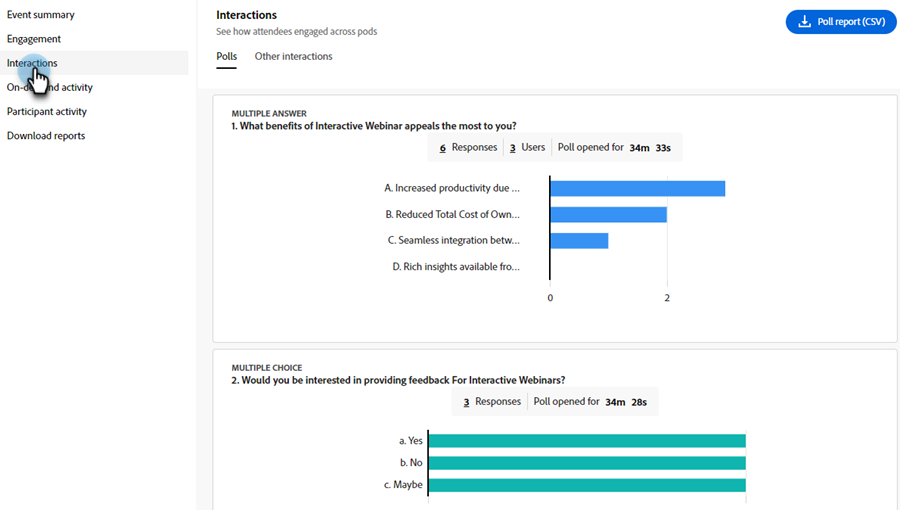 Event summary
Engagement
Interactions
On-demand activity
Participant activity
Download reports
Interactions
See how attendees engaged across pods
Poll report (CSV)
Polls Other interactions
MULTIPLE ANSWER
1. What benefits of Interactive Webinar appeals the most to you?
6 Responses 3 Users Poll opened for 34m 33s
A. Increased productivity due ...
B. Reduced Total Cost of Own...
C. Seamless integration betw...
D. Rich insights available fro...
0 2
MULTIPLE CHOICE
2. Would you be interested in providing feedback For Interactive Webinars?
3 Responses Poll opened for 34m 28s
a. Yes
b. No
c. Maybe